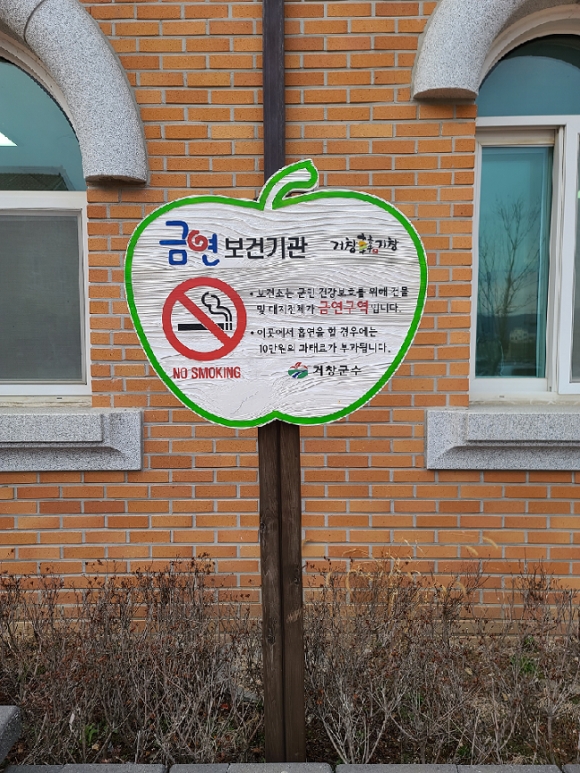 금연 보건기관 거창韓거창
• 보건소는 군민 건강보호를 위해 건물
및 대지전체가 금연구역입니다.
• 이곳에서 흡연을 할 경우에는
10만원의 과태료가 부가됩니다.
NO SMOKING
거창군수